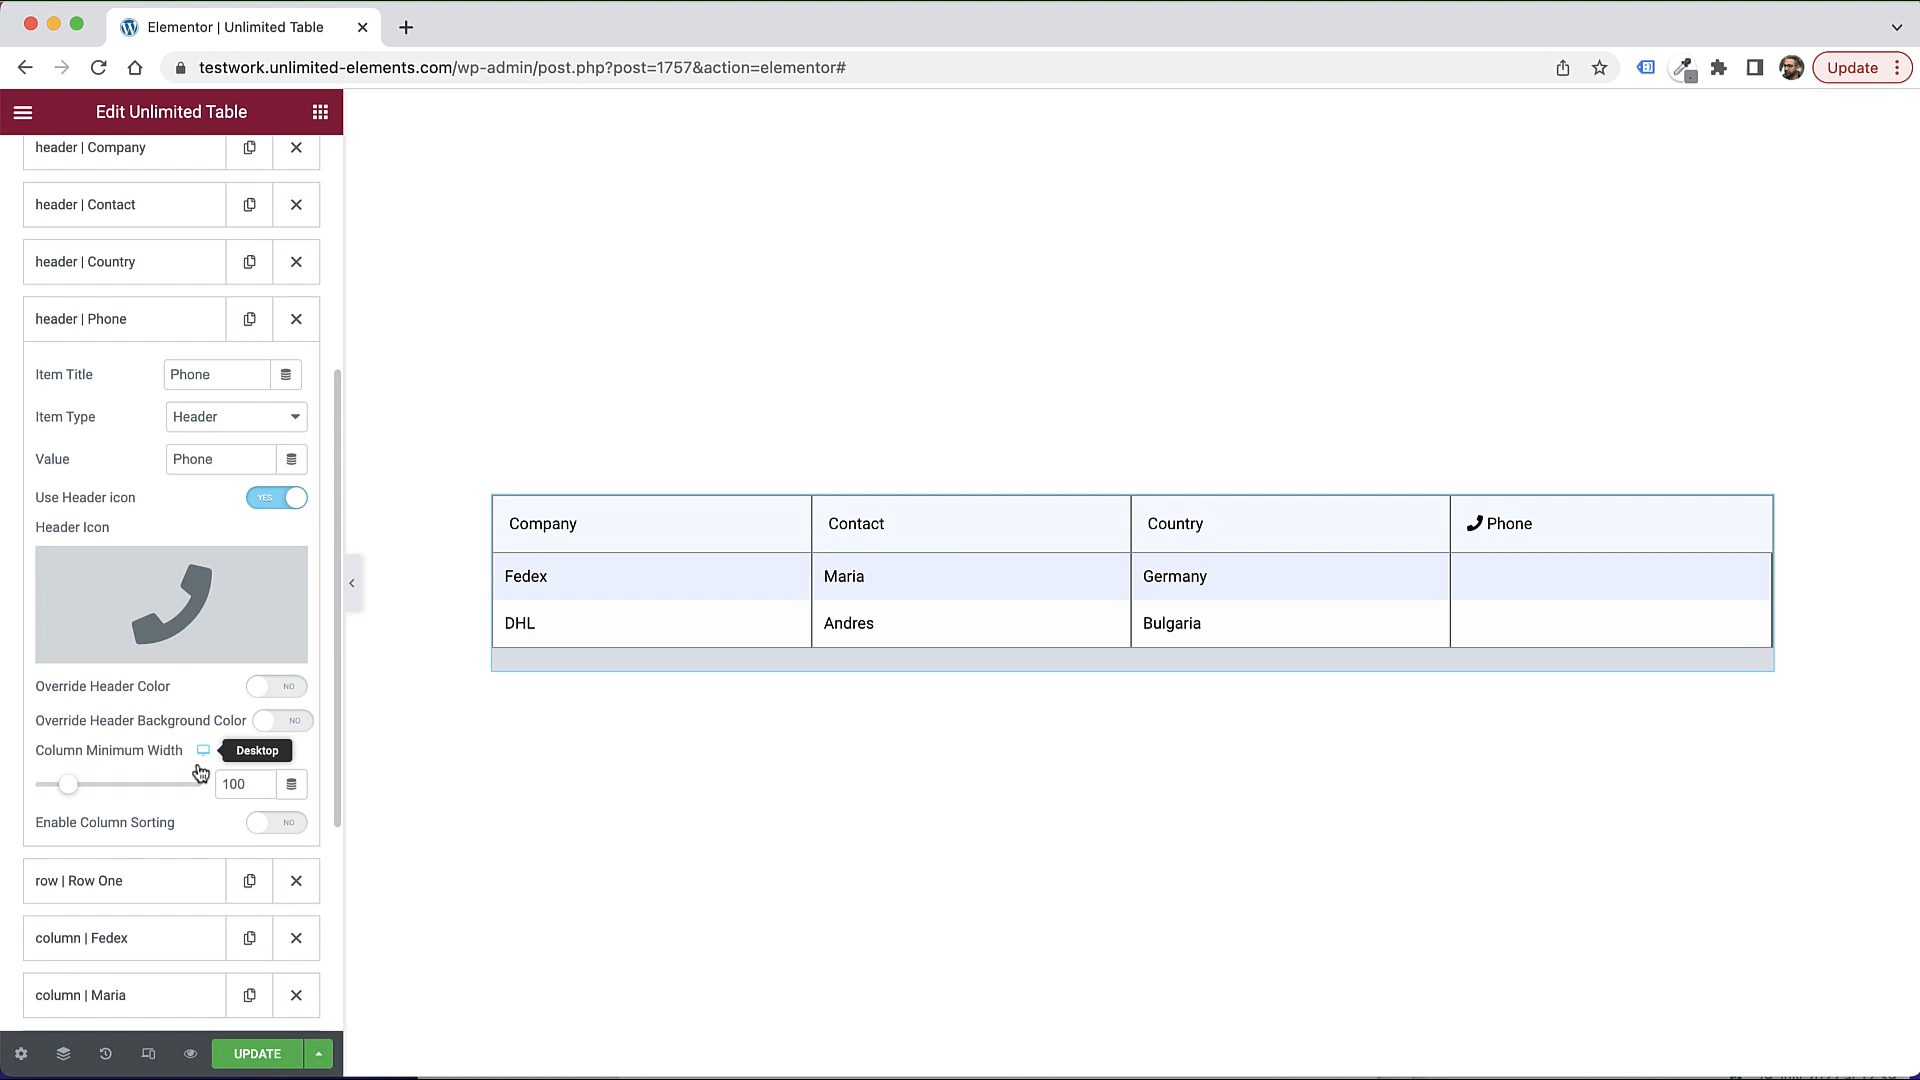 Elementor | Unlimited Table
testwork.unlimited-elements.com/wp-admin/post.php?post=1757&action=elementor#
Update
Edit Unlimited Table
header | Company
header | Contact
header | Country
header | Phone
Item Title
Phone
Item Type
Header
Value
Phone
Use Header icon
YES
Header Icon
Override Header Color
NO
Override Header Background Color
NO
Column Minimum Width
Desktop
100
Enable Column Sorting
NO
row | Row One
column | Fedex
column | Maria
UPDATE
Company Contact Country Phone
Fedex Maria Germany
DHL Andres Bulgaria